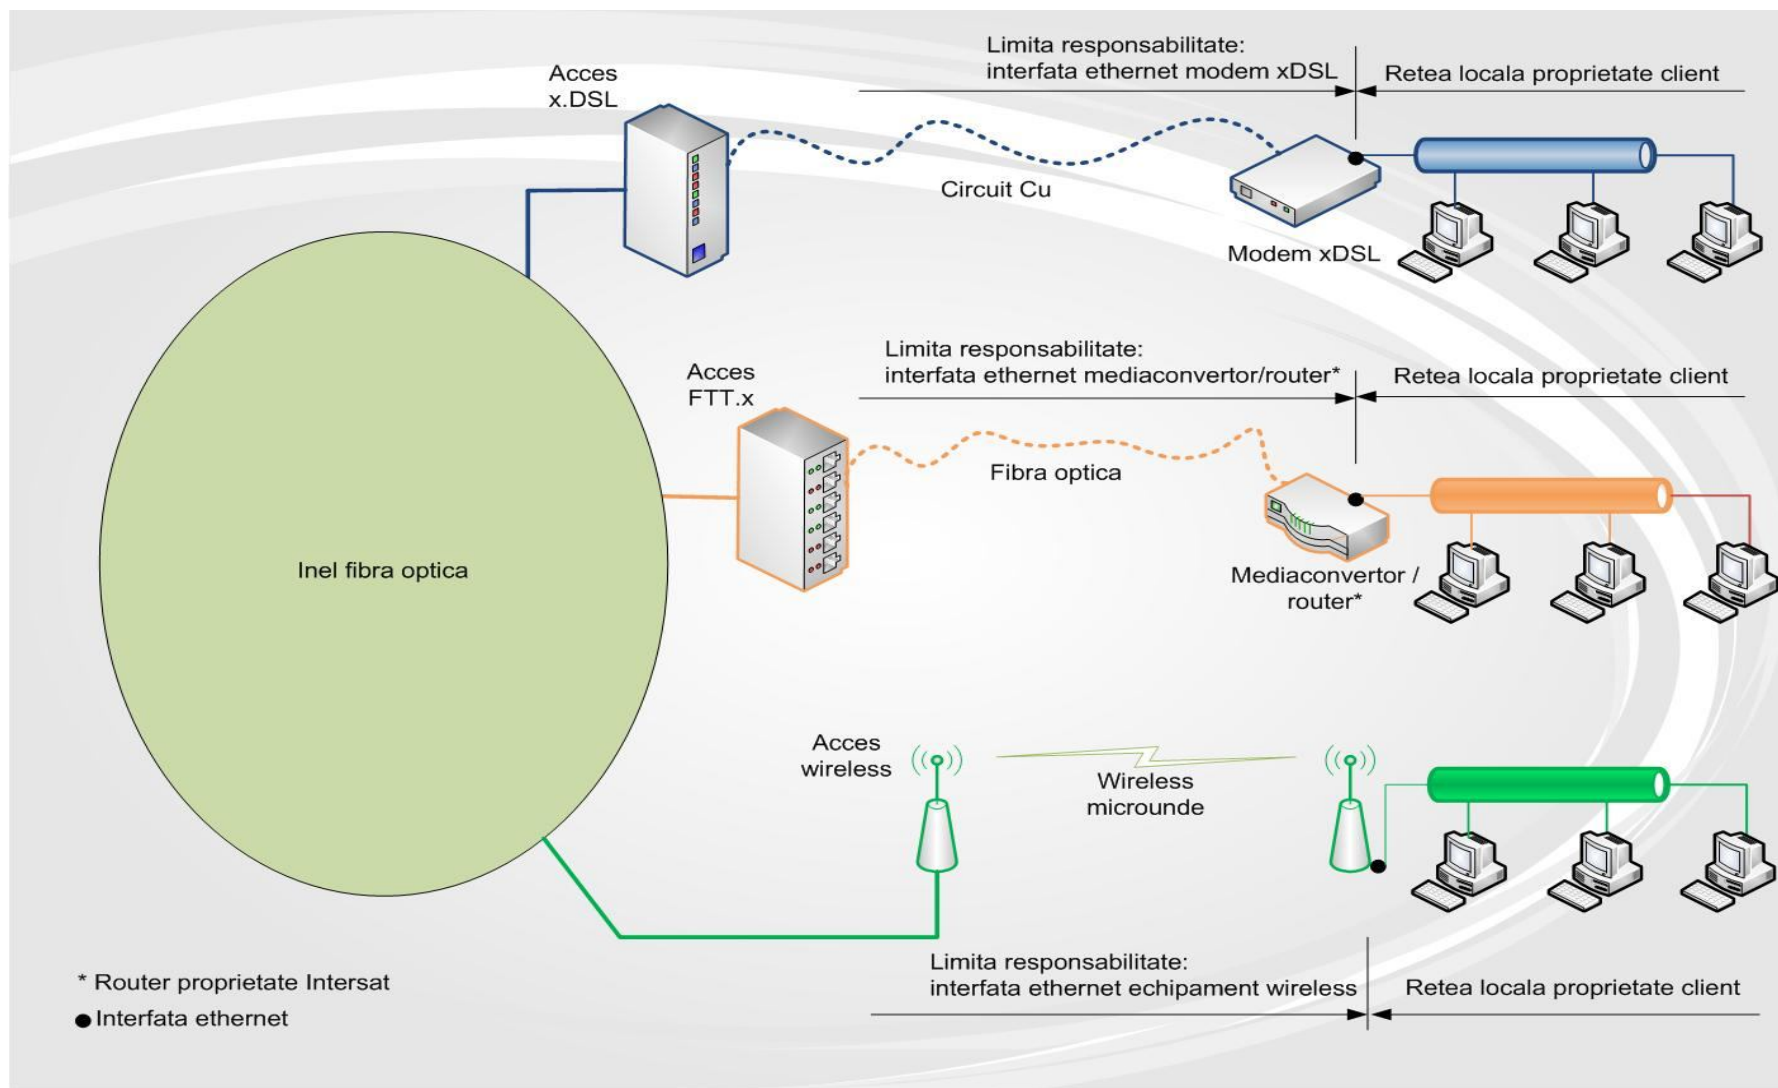 Limita responsabilitate:
interfata ethernet modem xDSL
Retea locala proprietate client
Acces
x.DSL
Circuit Cu
Modem xDSL
Limita responsabilitate:
interfata ethernet mediaconvertor/router*
Retea locala proprietate client
Acces
FTT.x
Fibra optica
Inel fibra optica
Mediaconvertor /
router*
Acces
wireless
Wireless
microunde
Limita responsabilitate:
interfata ethernet echipament wireless
Retea locala proprietate client
* Router proprietate Intersat
Interfata ethernet